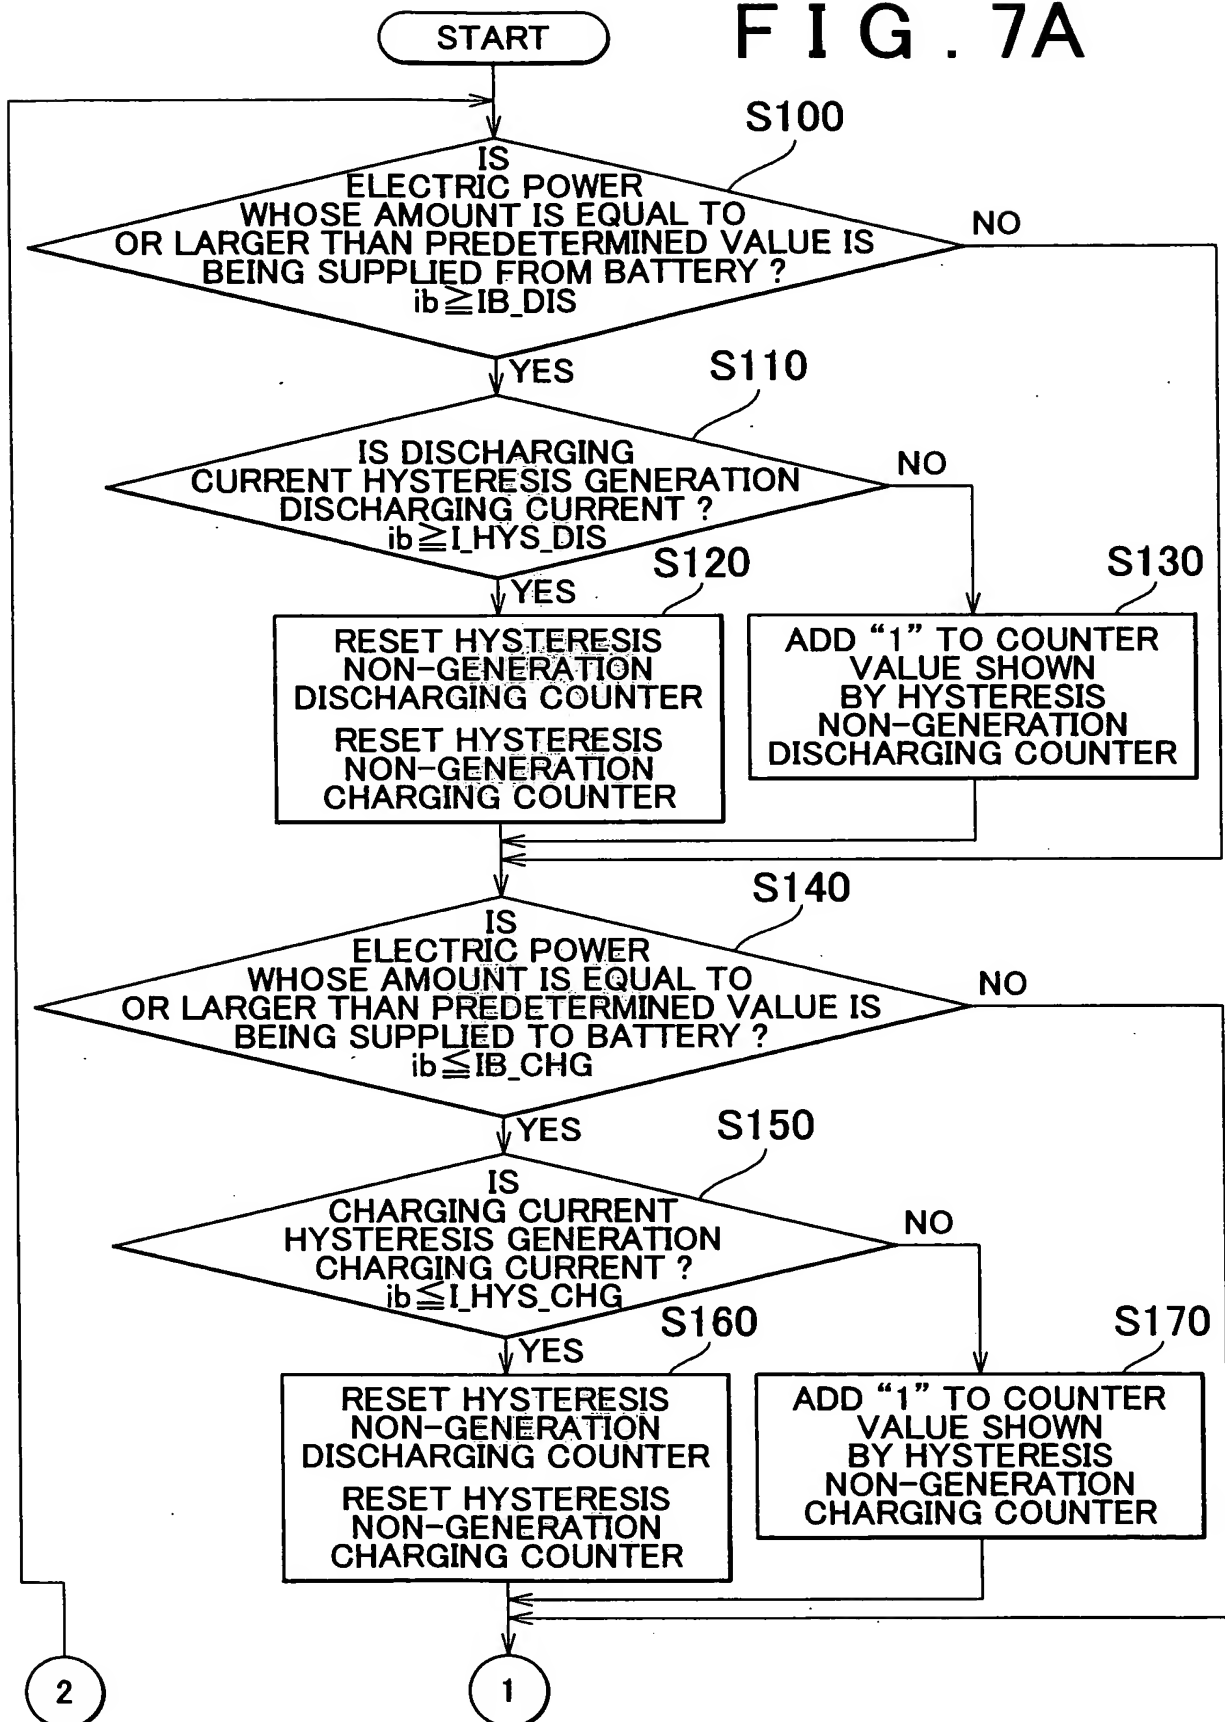 FIG. 7A
START
S100
IS
ELECTRIC POWER
WHOSE AMOUNT IS EQUAL TO
OR LARGER THAN PREDETERMINED VALUE IS
BEING SUPPLIED FROM BATTERY ?
ib≧IB_DIS
NO
YES
S110
IS DISCHARGING
CURRENT HYSTERESIS GENERATION
DISCHARGING CURRENT ?
ib≧I_HYS_DIS
NO
YES
S120
RESET HYSTERESIS
NON-GENERATION
DISCHARGING COUNTER
RESET HYSTERESIS
NON-GENERATION
CHARGING COUNTER
S130
ADD “1” TO COUNTER
VALUE SHOWN
BY HYSTERESIS
NON-GENERATION
DISCHARGING COUNTER
S140
IS
ELECTRIC POWER
WHOSE AMOUNT IS EQUAL TO
OR LARGER THAN PREDETERMINED VALUE IS
BEING SUPPLIED TO BATTERY ?
ib≦IB_CHG
NO
YES
S150
IS
CHARGING CURRENT
HYSTERESIS GENERATION
CHARGING CURRENT ?
ib≦I_HYS_CHG
NO
YES
S160
RESET HYSTERESIS
NON-GENERATION
DISCHARGING COUNTER
RESET HYSTERESIS
NON-GENERATION
CHARGING COUNTER
S170
ADD “1” TO COUNTER
VALUE SHOWN
BY HYSTERESIS
NON-GENERATION
CHARGING COUNTER
2
1